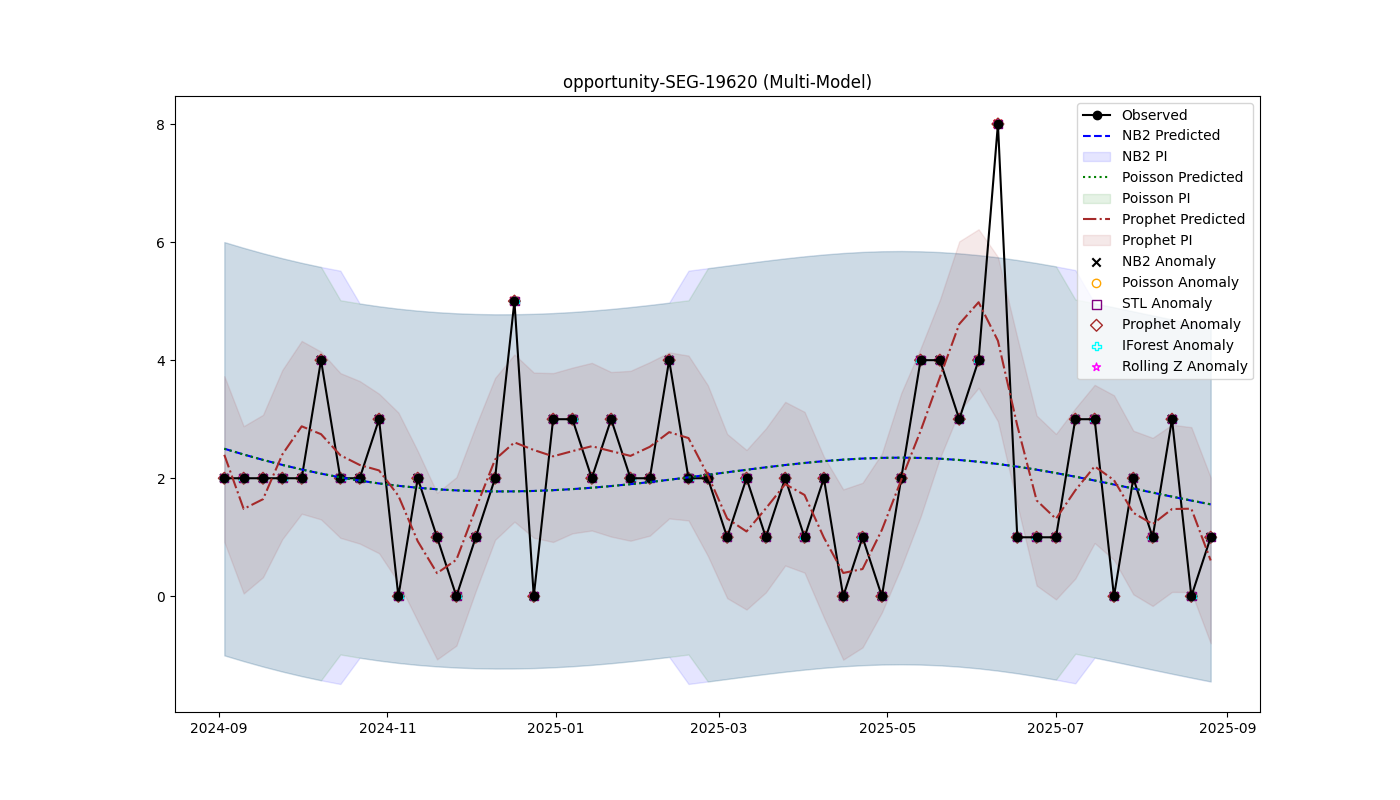 opportunity-SEG-19620 (Multi-Model)
8
6
4
2
0
2024-09
2024-11
2025-01
2025-03
2025-05
2025-07
2025-09
Observed
NB2 Predicted
NB2 PI
Poisson Predicted
Poisson PI
Prophet Predicted
Prophet PI
NB2 Anomaly
Poisson Anomaly
STL Anomaly
Prophet Anomaly
IForest Anomaly
Rolling Z Anomaly